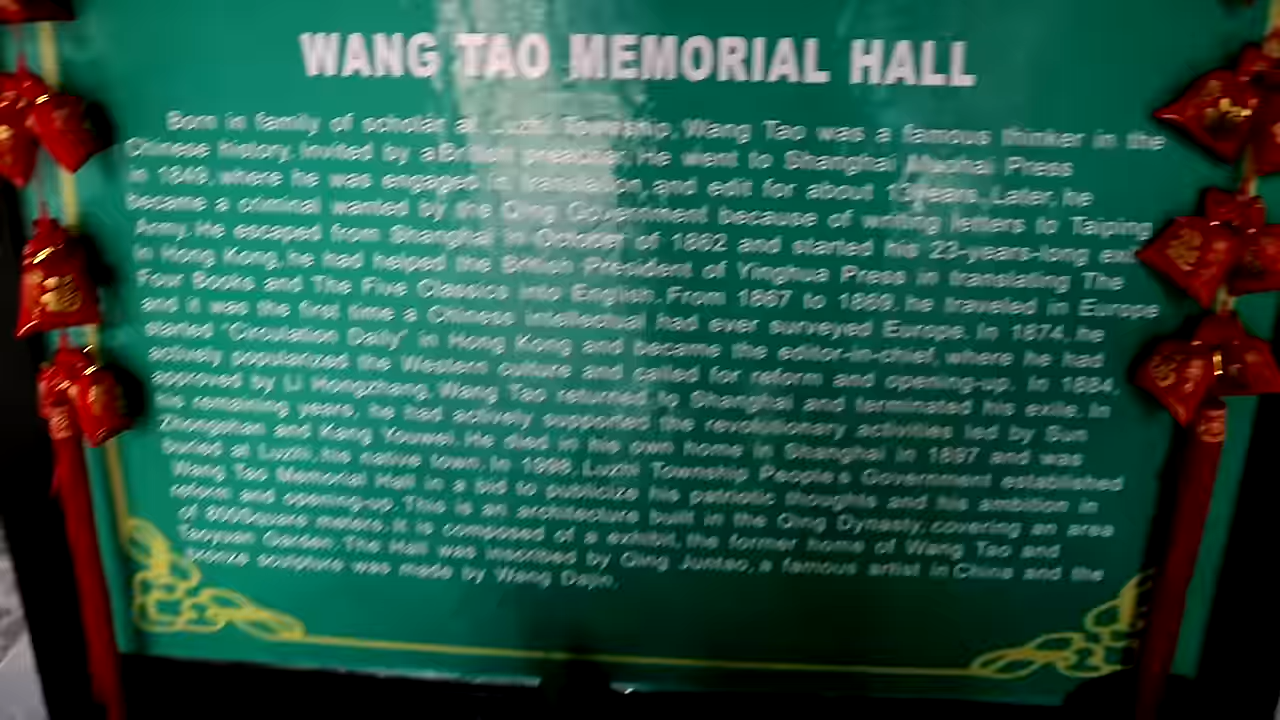 WANG TAO MEMORIAL HALL
Born in family of scholar at Luzhi Township, Wang Tao was a famous thinker in the
Chinese history. Invited by a British preacher, He went to Shanghai Press
in 1849, where he was engaged in translation, and edit for about 13 years. Later, he
became a criminal wanted by the Qing Government because of writing letters to Taiping
Army. He escaped from Shanghai in October of 1862 and started his 23-years-long
in Hong Kong, he had helped the British President of Yinghua Press in translating The
Four Books and The Five Classics into English. From 1867 to 1869, he traveled in Europe
and it was the first time a Chinese intellectual had ever surveyed Europe. In 1874, he
started "Circulation Daily" in Hong Kong and became the editor-in-chief, where he had
actively popularized the Western culture and called for reform and opening-up. In 1884,
approved by Li Hongzhang, Wang Tao returned to Shanghai and terminated his exile. In
his remaining years, he had actively supported the revolutionary activities led by Sun
Zhongshan and Kang Youwei. He died in his own home in Shanghai in 1897 and was
at Luzhi, his native town. In 1998, Luzhi Township People's Government established
Wang Tao Memorial Hall in a bid to publicize his patriotic thoughts and his ambition in
reform and opening-up. This is an architecture built in the Qing Dynasty, covering an area
of meters. It is composed of a exhibit, the former home of Wang Tao and
Garden. The Hall was inscribed by Qing Juntao, a famous artist in China and the
bronze sculpture was made by Wang Dajin.